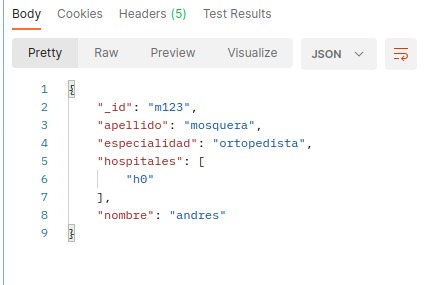 Body Cookies Headers (5) Test Results
Pretty Raw Preview Visualize JSON
1 {
2 "_id": "m123",
3 "apellido": "mosquera",
4 "especialidad": "ortopedista",
5 "hospitales": [
6 "h0"
7 ],
8 "nombre": "andres"
9 }